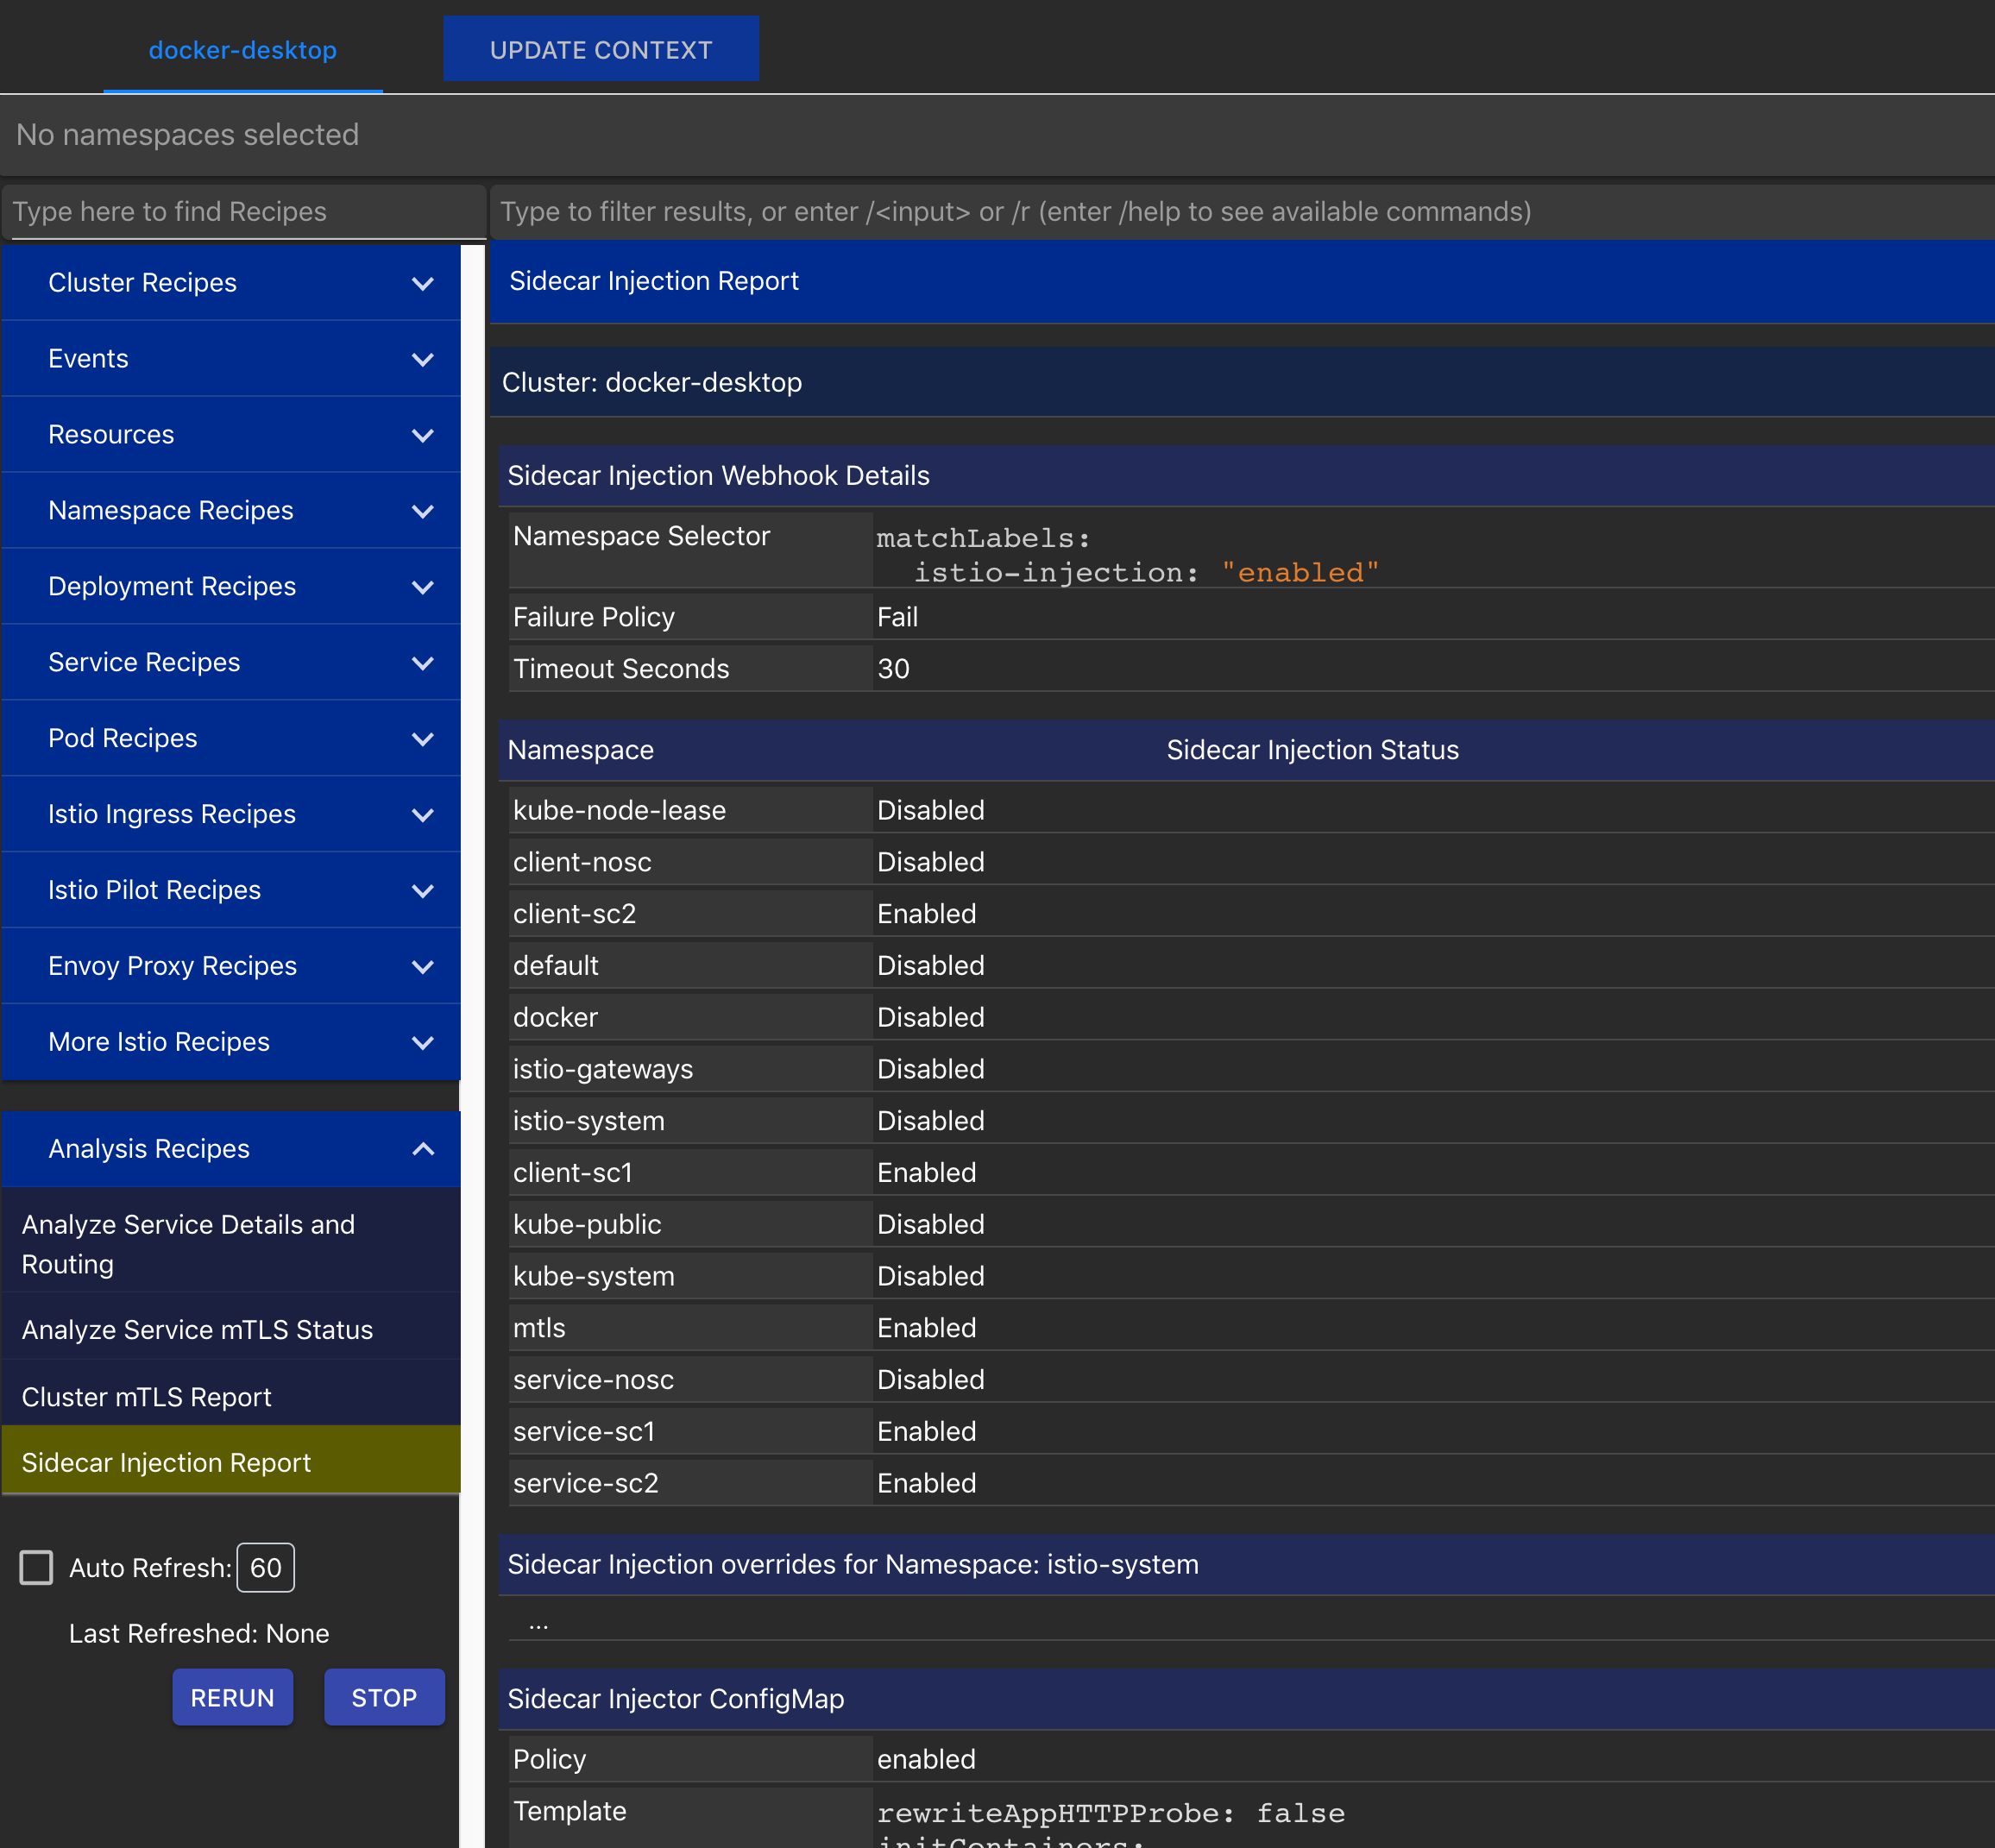 docker-desktop
UPDATE CONTEXT
No namespaces selected
Type here to find Recipes
Type to filter results, or enter /<input> or /r (enter /help to see available commands)
Cluster Recipes
Events
Resources
Namespace Recipes
Deployment Recipes
Service Recipes
Pod Recipes
Istio Ingress Recipes
Istio Pilot Recipes
Envoy Proxy Recipes
More Istio Recipes
Analysis Recipes
Analyze Service Details and
Routing
Analyze Service mTLS Status
Cluster mTLS Report
Sidecar Injection Report
Auto Refresh: 60
Last Refreshed: None
RERUN
STOP
Sidecar Injection Report
Cluster: docker-desktop
Sidecar Injection Webhook Details
Namespace Selector
matchLabels:
istio-injection: "enabled"
Failure Policy Fail
Timeout Seconds 30
Namespace Sidecar Injection Status
kube-node-lease Disabled
client-nosc Disabled
client-sc2 Enabled
default Disabled
docker Disabled
istio-gateways Disabled
istio-system Disabled
client-sc1 Enabled
kube-public Disabled
kube-system Disabled
mtls Enabled
service-nosc Disabled
service-sc1 Enabled
service-sc2 Enabled
Sidecar Injection overrides for Namespace: istio-system
...
Sidecar Injector ConfigMap
Policy enabled
Template rewriteAppHTTPProbe: false
initContainers: